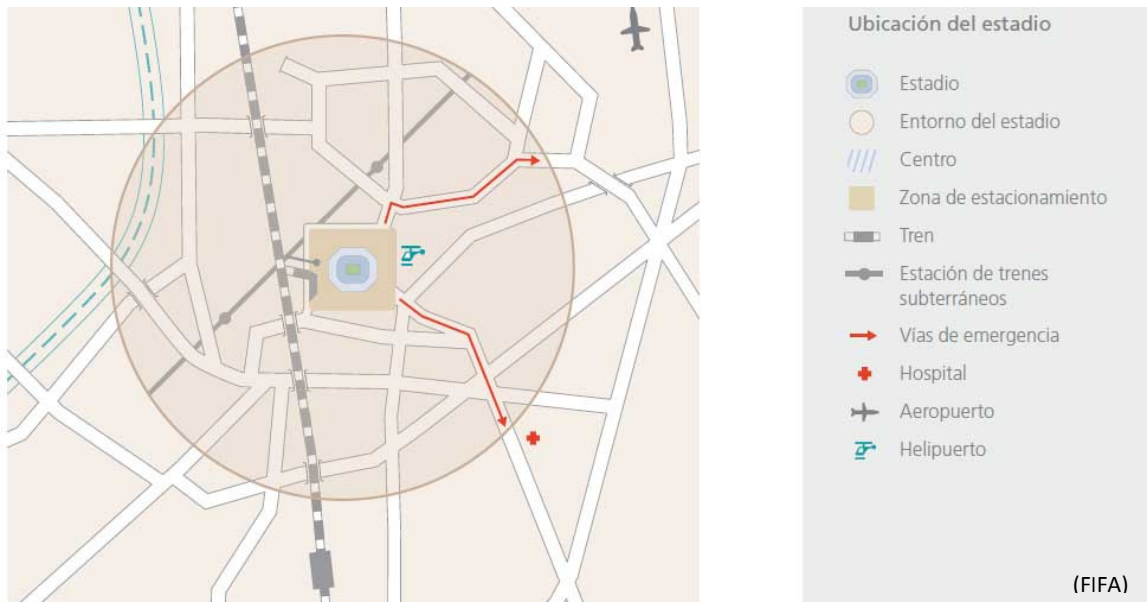 Ubicación del estadio
Estadio
Entorno del estadio
Centro
Zona de estacionamiento
Tren
Estación de trenes
subterráneos
Vías de emergencia
Hospital
Aeropuerto
Helipuerto
(FIFA)